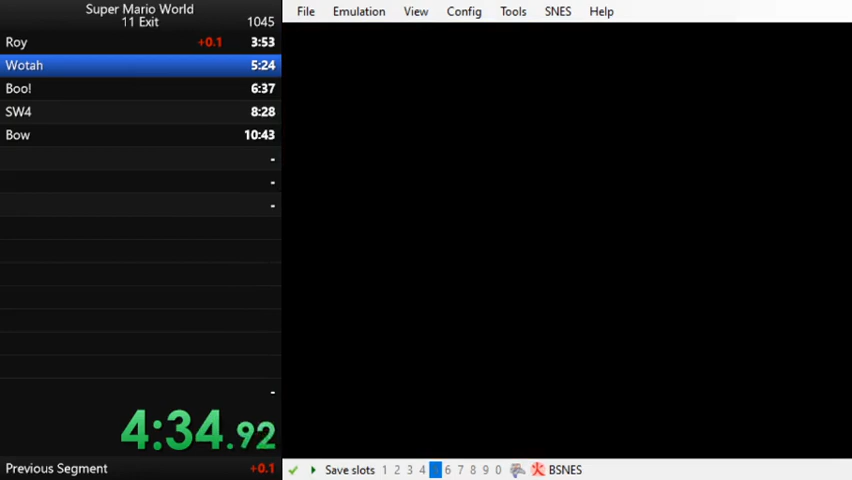 Super Mario World
11 Exit 1045
Roy +0.1 3:53
Wotah 5:24
Boo! 6:37
SW4 8:28
Bow 10:43
-
-
-
-
4:34.92
Previous Segment +0.1
File Emulation View Config Tools SNES Help
Save slots 1 2 3 4 5 6 7 8 9 0 火 BSNES